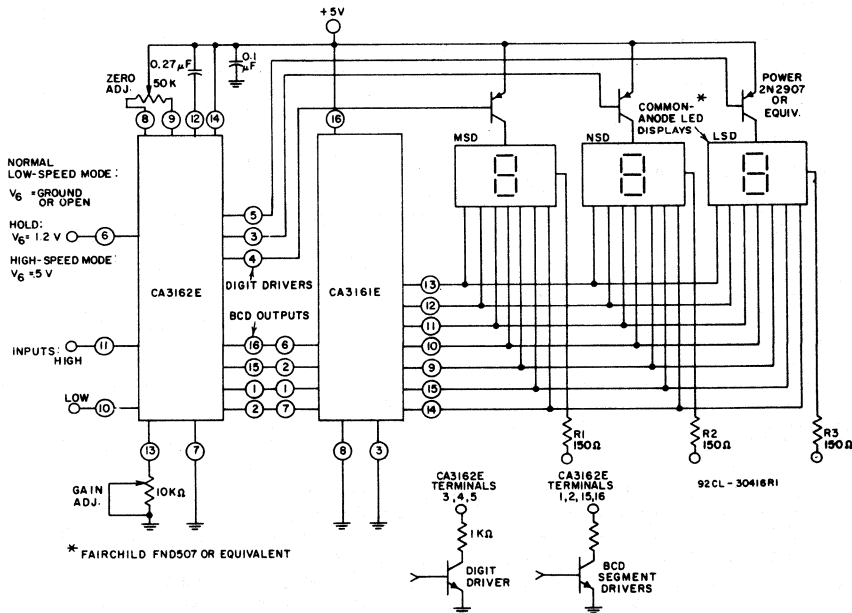 +5V
0.27µF
0.1
µF
ZERO
ADJ.
50K
8
9
12
14
16
POWER
2N2907
OR
EQUIV.
*
COMMON-
ANODE LED
DISPLAYS
MSD
NSD
LSD
8
8
8
NORMAL
LOW-SPEED MODE:
V6 = GROUND
OR OPEN
HOLD:
V6 = 1.2 V
6
HIGH-SPEED MODE:
V6 = 5V
5
3
4
DIGIT DRIVERS
CA3162E
CA3161E
BCD OUTPUTS
INPUTS:
HIGH
11
LOW
10
16
6
15
2
1
1
2
7
13
12
11
10
9
15
14
13
7
8
3
GAIN
ADJ.
10KΩ
R1
150Ω
R2
150Ω
R3
150Ω
92CL-30416R1
* FAIRCHILD FND507 OR EQUIVALENT
CA3162E
TERMINALS
3,4,5
1KΩ
DIGIT
DRIVER
CA3162E
TERMINALS
1,2,15,16
BCD
SEGMENT
DRIVERS